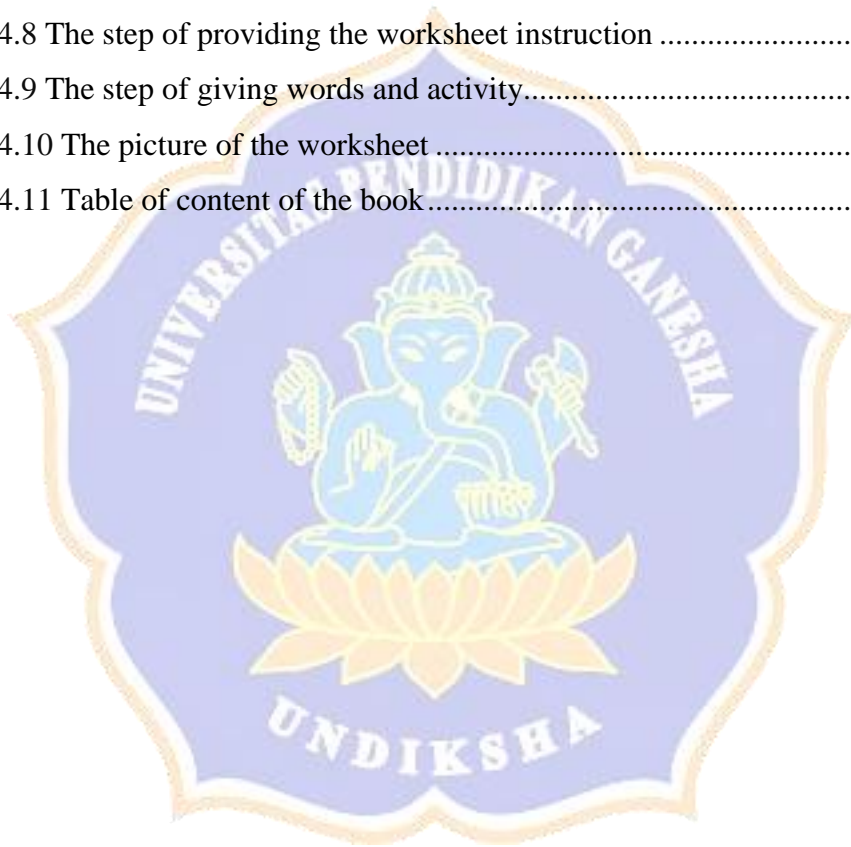 4.8 The step of providing the worksheet instruction ........................
4.9 The step of giving words and activity.........................................
4.10 The picture of the worksheet ....................................................
4.11 Table of content of the book.....................................................
UNIVERSITAS PENDIDIKAN GANESHA
UNDIKSHA